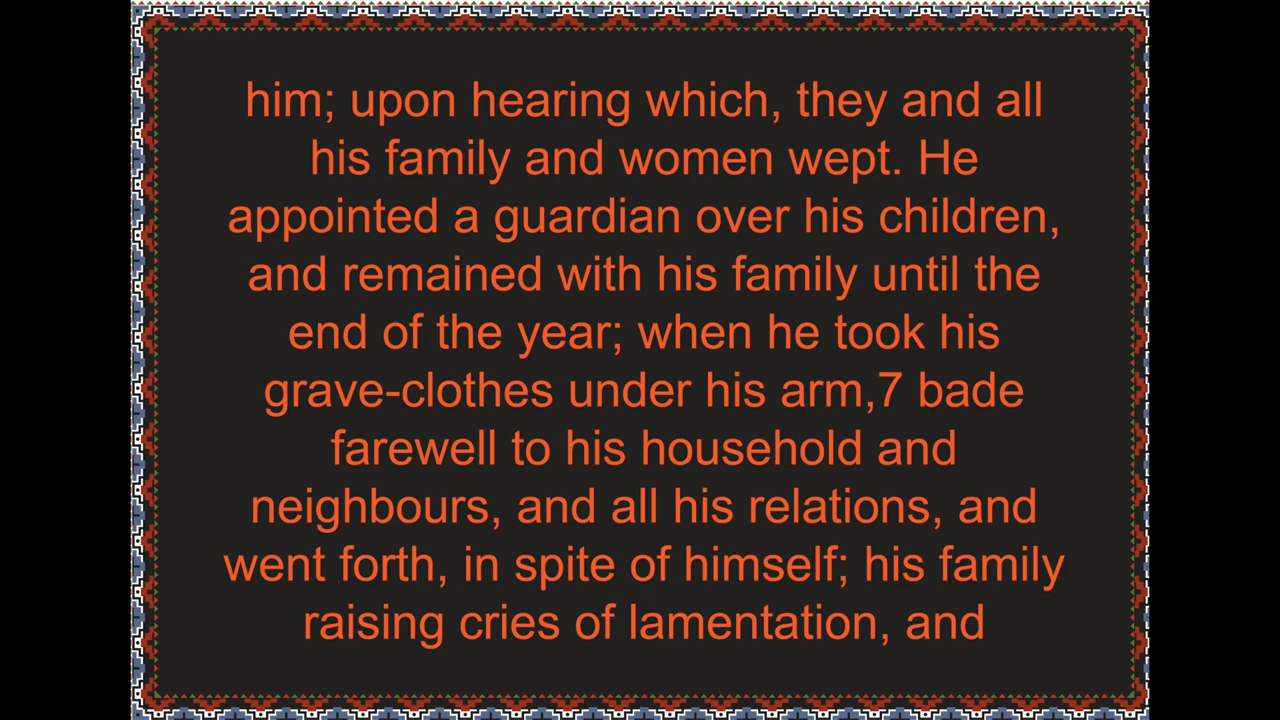 him; upon hearing which, they and all
his family and women wept. He
appointed a guardian over his children,
and remained with his family until the
end of the year; when he took his
grave-clothes under his arm,7 bade
farewell to his household and
neighbours, and all his relations, and
went forth, in spite of himself; his family
raising cries of lamentation, and